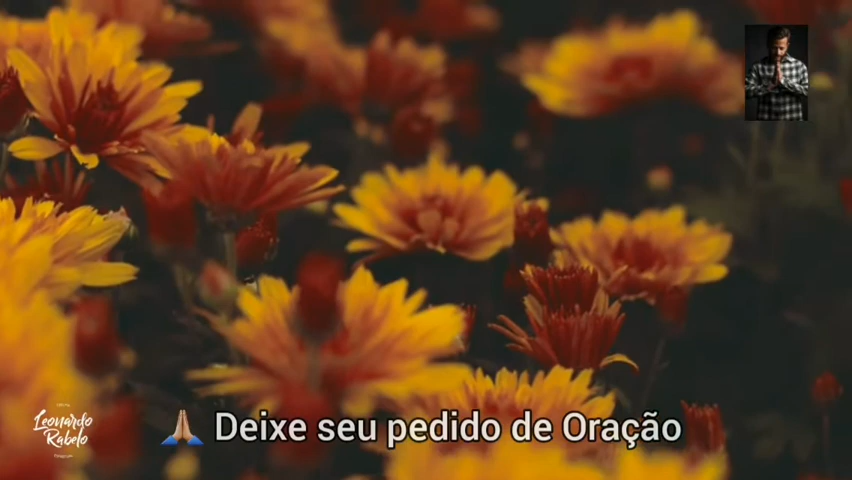 🙏 Deixe seu pedido de Oração
Leonardo
Rabelo